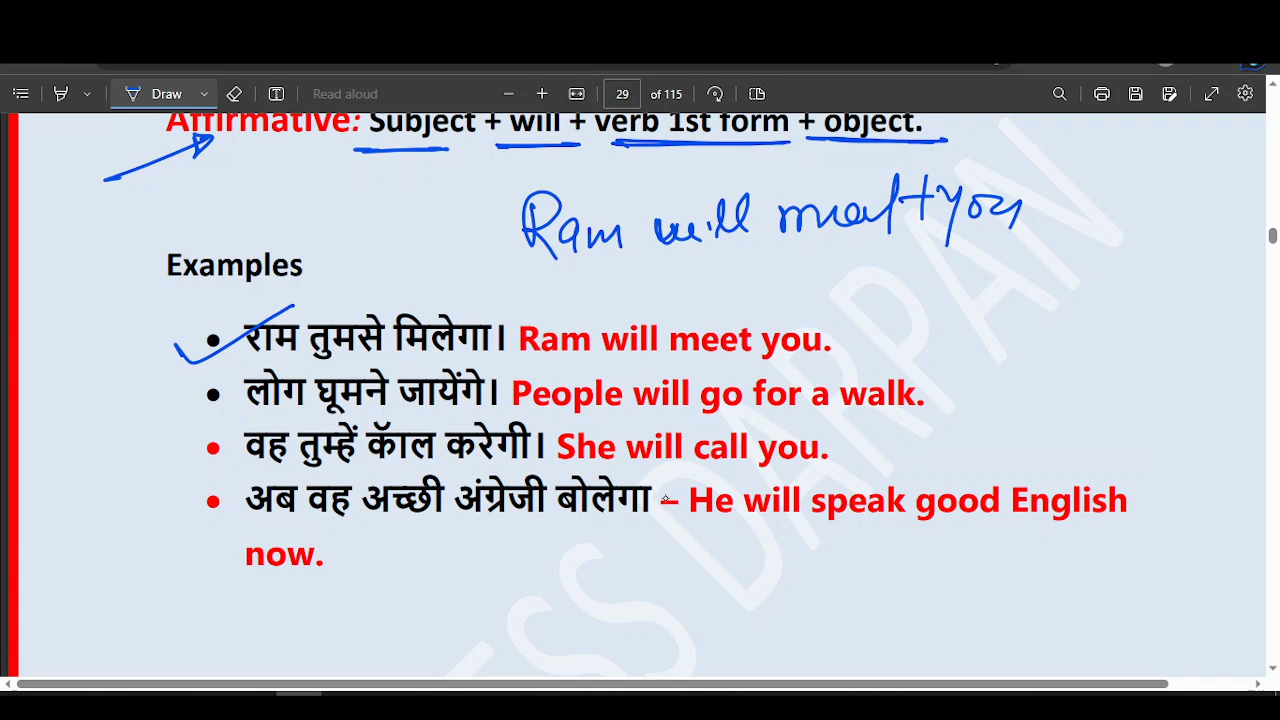 Draw
Read aloud
29 of 115
Affirmative: Subject + will + verb 1st form + object.
Ram will meet you
Examples
• राम तुमसे मिलेगा। Ram will meet you.
• लोग घूमने जायेंगे। People will go for a walk.
• वह तुम्हें कॅाल करेगी। She will call you.
• अब वह अच्छी अंग्रेजी बोलेगा – He will speak good English
now.
ESS DARPAN